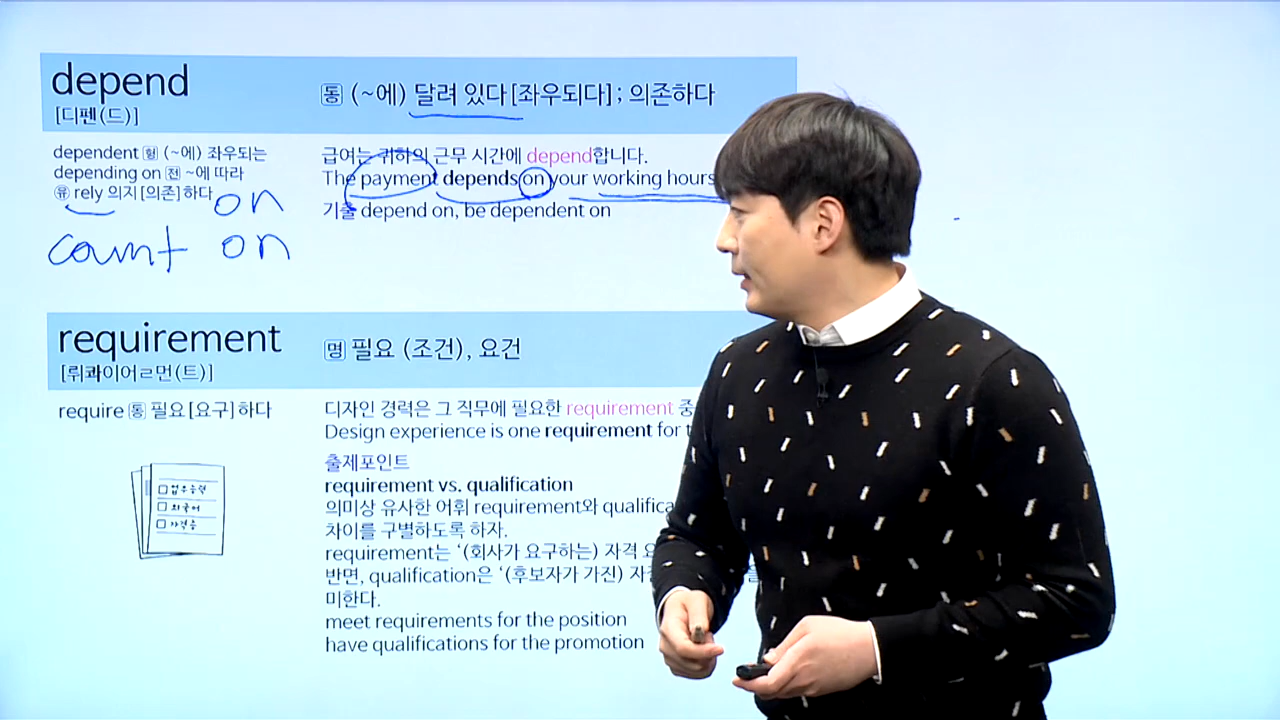 depend
[디펜(드)]
동 (~에) 달려 있다[좌우되다] ; 의존하다
dependent 형 (~에) 좌우되는
depending on 전 ~에 따라
유 rely 의지[의존]하다 on
count on
급여는 귀하의 근무 시간에 depend합니다.
The payment depends on your working hours
기출 depend on, be dependent on
requirement
[뤼콰이어ㄹ먼(트)]
명 필요 (조건), 요건
require 동 필요[요구]하다
업무능력
외국어
자격증
디자인 경력은 그 직무에 필요한 requirement 중
Design experience is one requirement for
출제포인트
requirement vs. qualification
의미상 유사한 어휘 requirement와
차이를 구별하도록 하자.
requirement는 ‘(회사가 요구하는) 자격
반면, qualification은 ‘(후보자가 가진)
미한다.
meet requirements for the position
have qualifications for the promotion